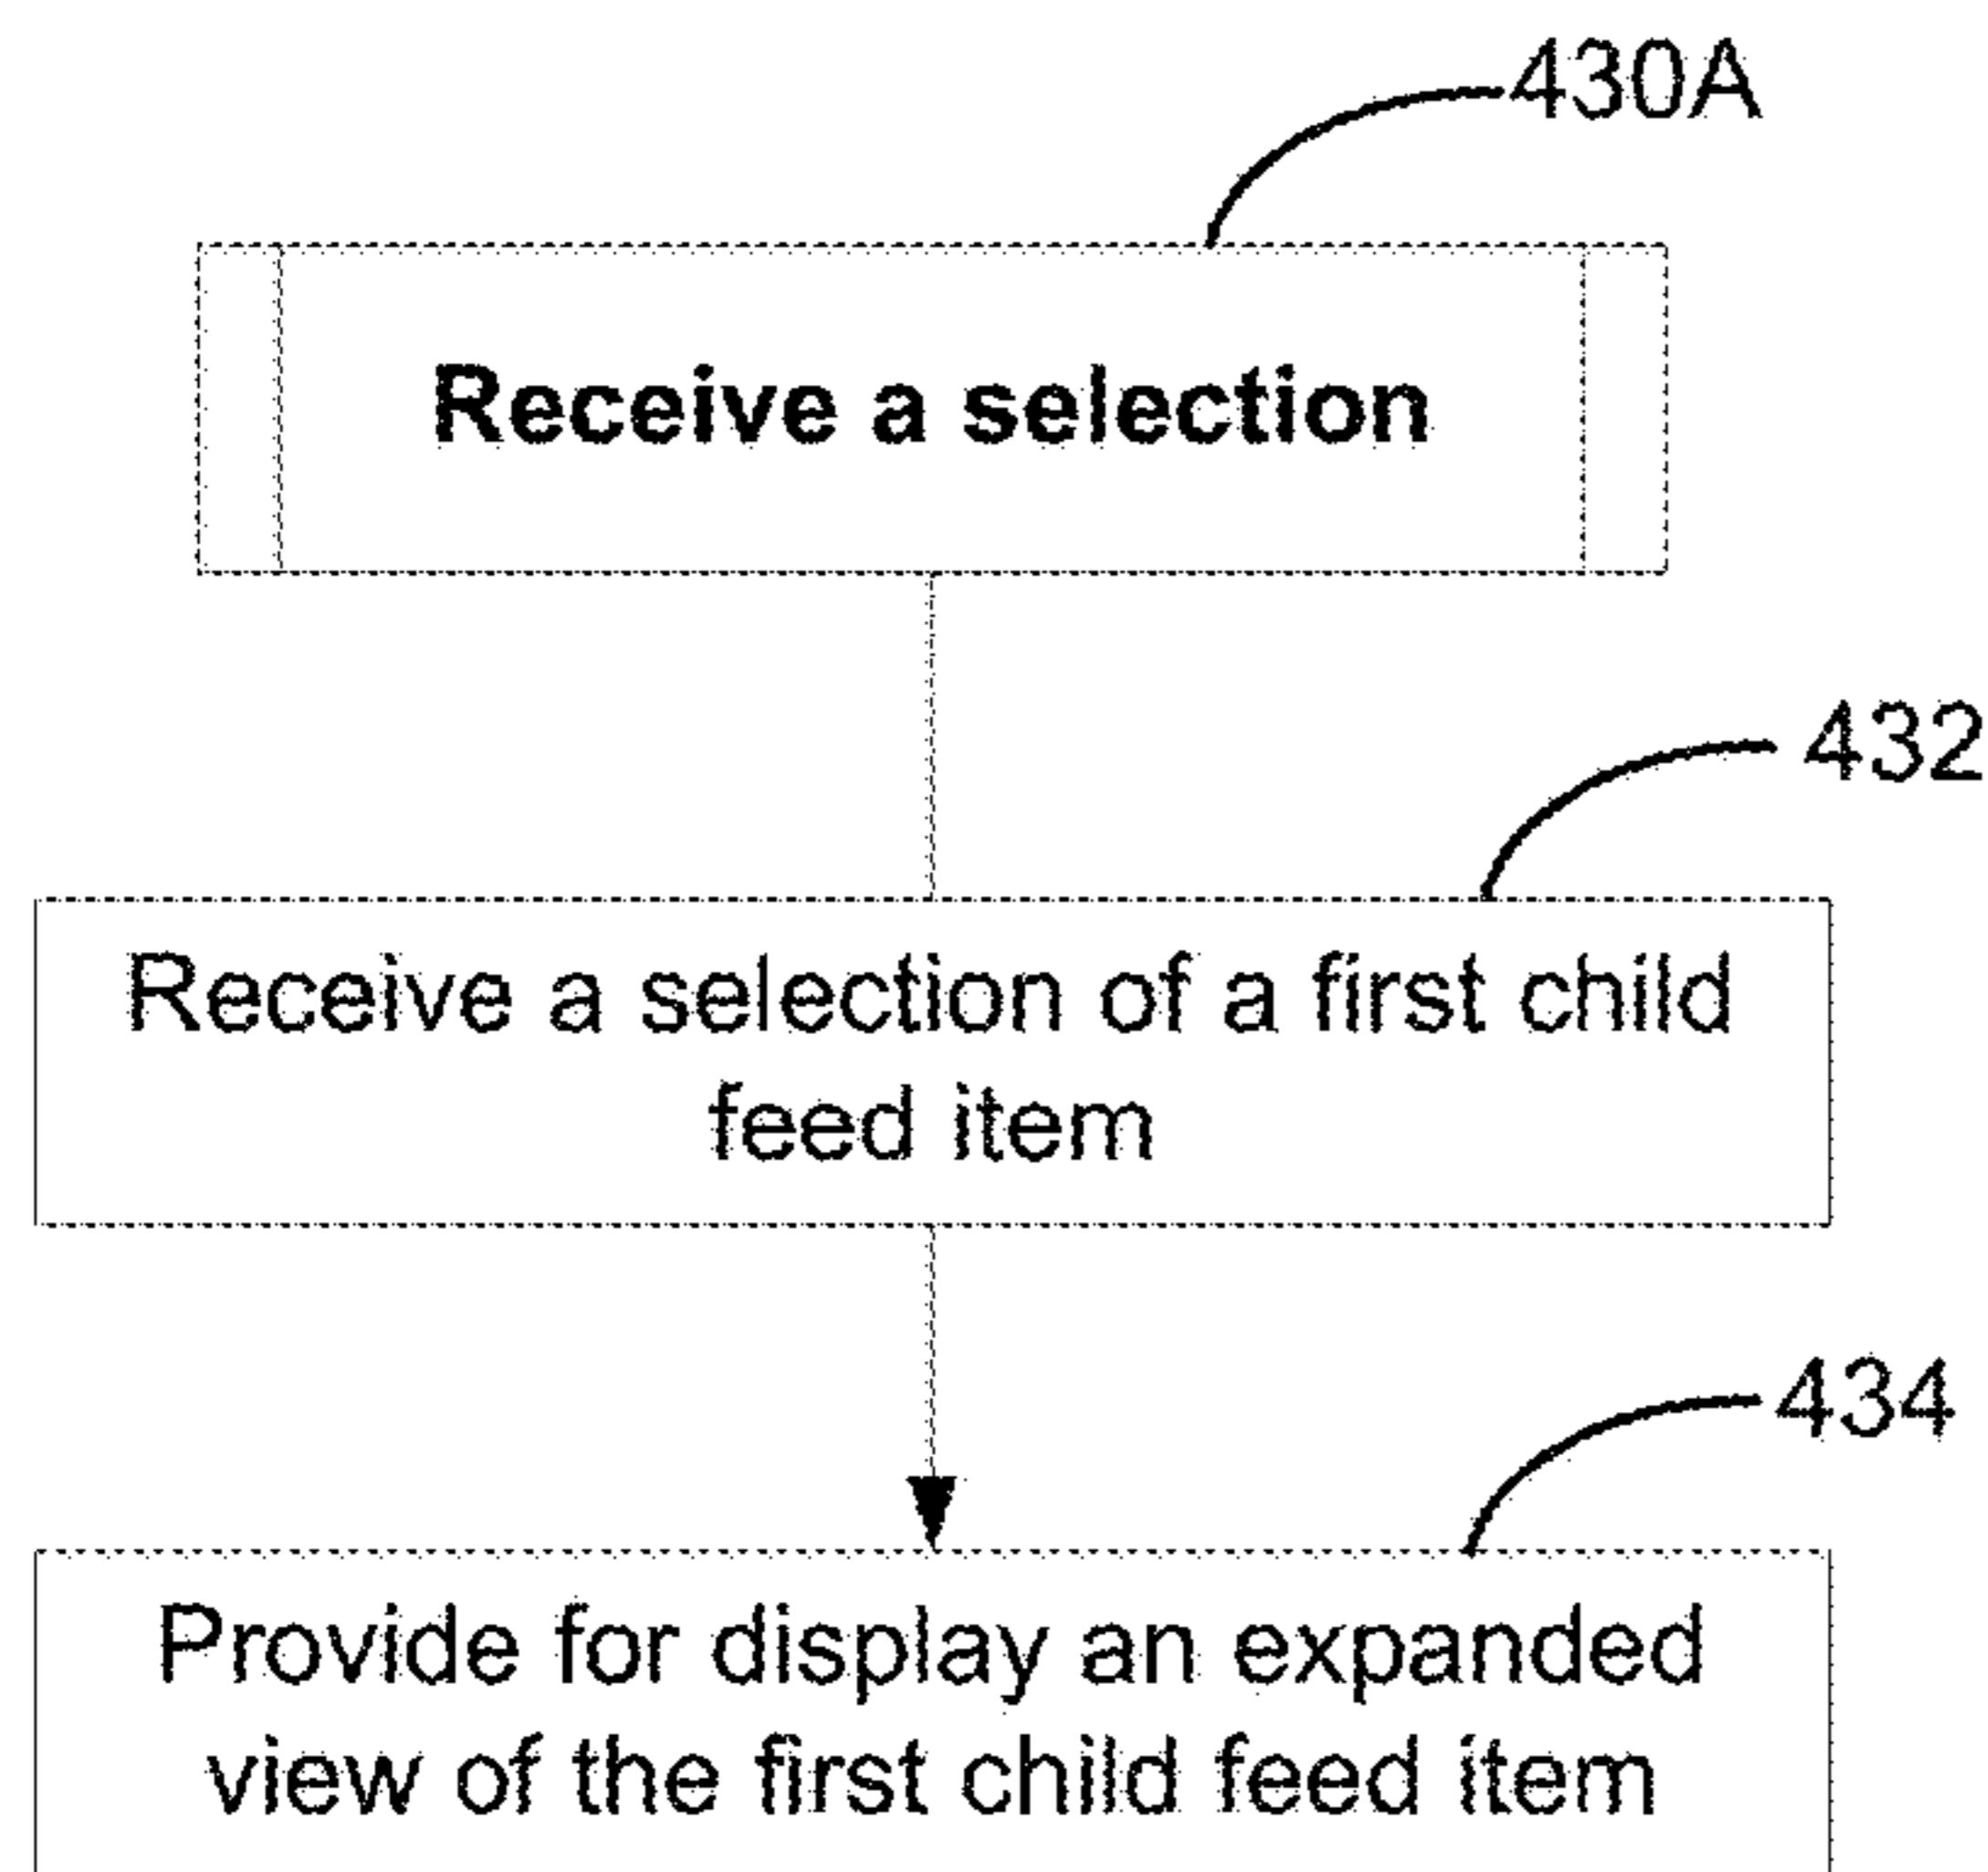 430A
Receive a selection
432
Receive a selection of a first child
feed item
434
Provide for display an expanded
view of the first child feed item